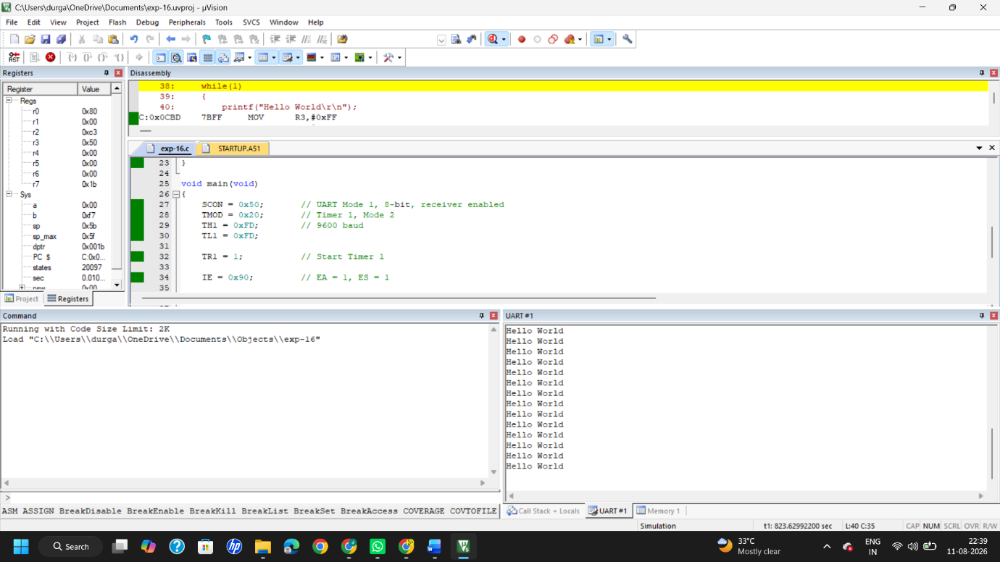 C:\Users\durga\OneDrive\Documents\exp-16.uvproj - µVision
File Edit View Project Flash Debug Peripherals Tools SVCS Window Help
RST
Registers
Register Value
Regs
r0 0x80
r1 0x00
r2 0xc3
r3 0x50
r4 0x00
r5 0x00
r6 0x00
r7 0x1b
Sys
a 0x00
b 0xf7
sp 0x5b
sp_max 0x5f
dptr 0x001b
PC $ C:0x0...
states 20097
sec 0.010...
psw 0x00
Project Registers
Disassembly
38: while(1)
39: {
40: printf("Hello World\r\n");
C:0x0CBD 7BFF MOV R3,#0xFF
exp-16.c STARTUP.A51
23 }
24
25 void main(void)
26 {
27 SCON = 0x50; // UART Mode 1, 8-bit, receiver enabled
28 TMOD = 0x20; // Timer 1, Mode 2
29 TH1 = 0xFD; // 9600 baud
30 TL1 = 0xFD;
31
32 TR1 = 1; // Start Timer 1
33
34 IE = 0x90; // EA = 1, ES = 1
35
Command
Running with Code Size Limit: 2K
Load "C:\\Users\\durga\\OneDrive\\Documents\\Objects\\exp-16"
>
ASM ASSIGN BreakDisable BreakEnable BreakKill BreakList BreakSet BreakAccess COVERAGE COVTOFILE
UART #1
Hello World
Hello World
Hello World
Hello World
Hello World
Hello World
Hello World
Hello World
Hello World
Hello World
Hello World
Hello World
Hello World
Hello World
Call Stack + Locals UART #1 Memory 1
Simulation t1: 823.62992200 sec L:40 C:35 CAP NUM SCRL OVR R/W
Search
33°C
Mostly clear
ENG
IN
22:39
11-08-2026